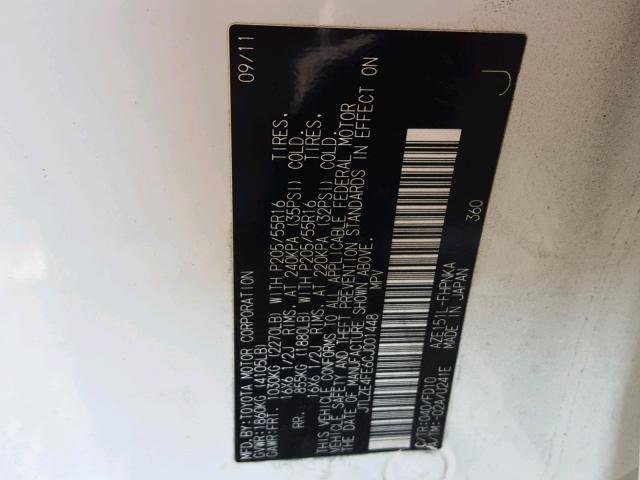 MFD.BY:TOYOTA MOTOR CORPORATION 09/11
GVWR:1860KG (4105LB)
GAWR:FRT. 1030KG (2270LB) WITH P205/55R16 TIRES.
16X6 1/2J RIMS. AT 240KPA (35PSI) COLD.
RR. 855KG (1880LB) WITH P205/55R16 TIRES.
16X6 1/2J RIMS. AT 220KPA (32PSI) COLD.
THIS VEHICLE CONFORMS TO ALL APPLICABLE FEDERAL MOTOR
VEHICLE SAFETY AND THEFT PREVENTION STANDARDS IN EFFECT ON
THE DATE OF MANUFACTURE SHOWN ABOVE.
JTLZE4FE6CJ001448 MPV
C/TR:040/FD10 AZE151L-FHPNKA 360
A/TM:-02A/U241E MADE IN JAPAN J